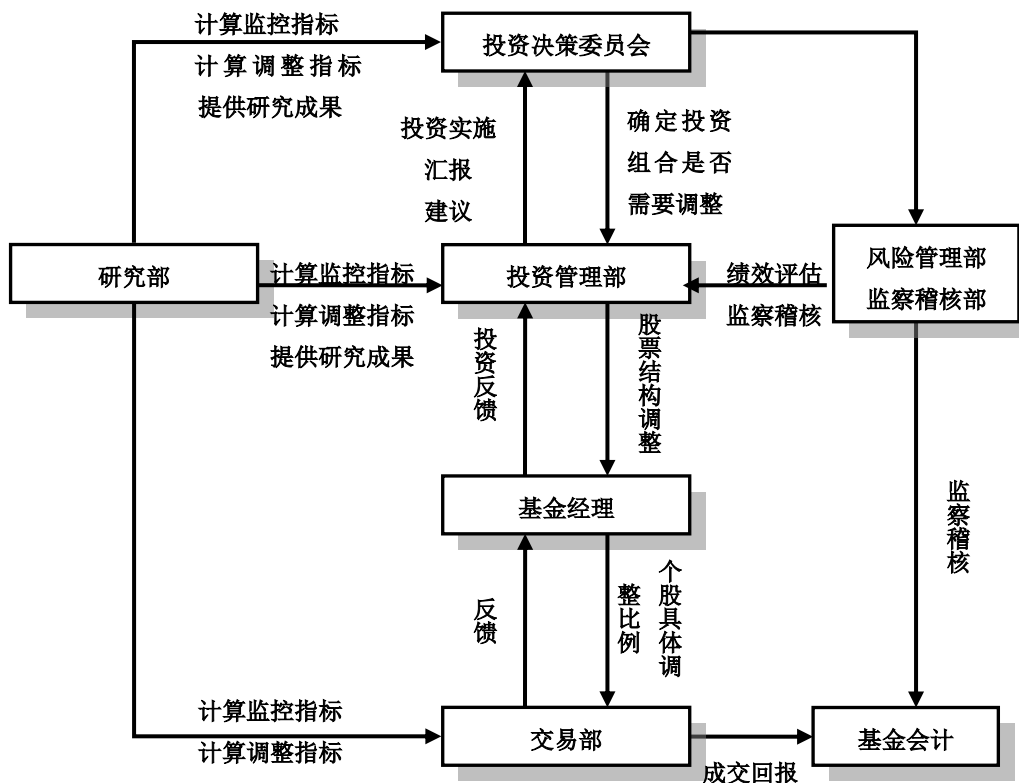 计算监控指标
计算调整指标
提供研究成果
投资决策委员会
投资实施
汇报
建议
确定投资
组合是否
需要调整
研究部
计算监控指标
计算调整指标
提供研究成果
投资管理部
绩效评估
监察稽核
风险管理部
监察稽核部
投资反馈
股票结构调整
基金经理
监察稽核
反馈
个股具体调
整比例
计算监控指标
计算调整指标
交易部
成交回报
基金会计